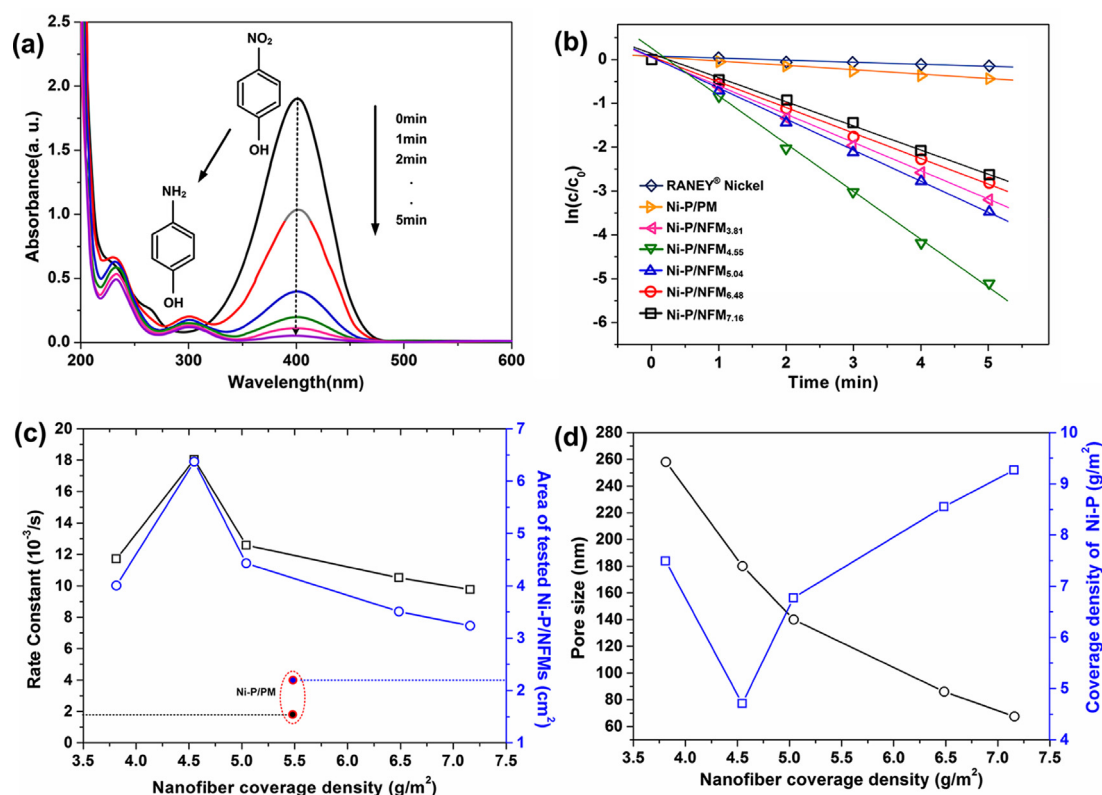 (a)
2.5
2.0
1.5
1.0
0.5
0.0
Absorbance(a. u.)
200
300
400
500
600
Wavelength(nm)
NO₂
OH
NH₂
OH
0min
1min
2min
.
.
5min
(b)
0
-1
-2
-3
-4
-5
-6
ln(c/c₀)
RANEY® Nickel
Ni-P/PM
Ni-P/NFM₃.₈₁
Ni-P/NFM₄.₅₅
Ni-P/NFM₅.₀₄
Ni-P/NFM₆.₄₈
Ni-P/NFM₇.₁₆
0
1
2
3
4
5
Time (min)
(c)
20
18
16
14
12
10
8
6
4
2
0
Rate Constant (10⁻³/s)
Ni-P/PM
7
6
5
4
3
2
1
Area of tested Ni-P/NFMs (cm²)
3.5
4.0
4.5
5.0
5.5
6.0
6.5
7.0
7.5
Nanofiber coverage density (g/m²)
(d)
280
260
240
220
200
180
160
140
120
100
80
60
Pore size (nm)
10
9
8
7
6
5
4
Coverage density of Ni-P (g/m²)
3.5
4.0
4.5
5.0
5.5
6.0
6.5
7.0
7.5
Nanofiber coverage density (g/m²)